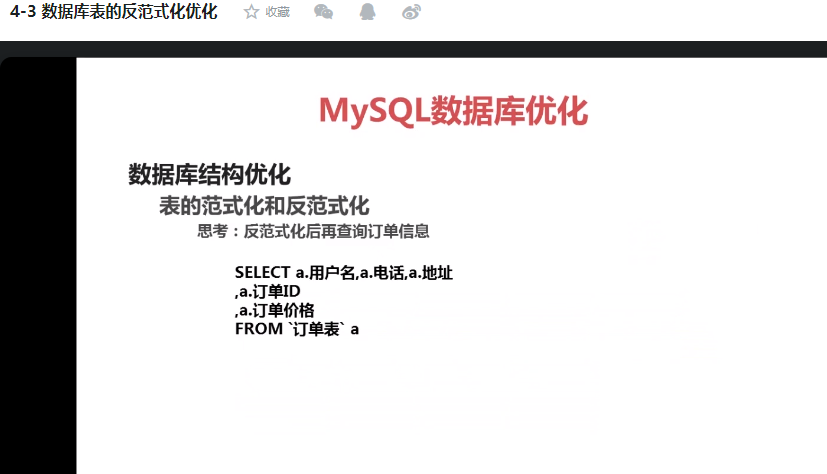 4-3 数据库表的反范式化优化 收藏
MySQL数据库优化
数据库结构优化
表的范式化和反范式化
思考：反范式化后再查询订单信息
SELECT a.用户名,a.电话,a.地址
,a.订单ID
,a.订单价格
FROM `订单表` a